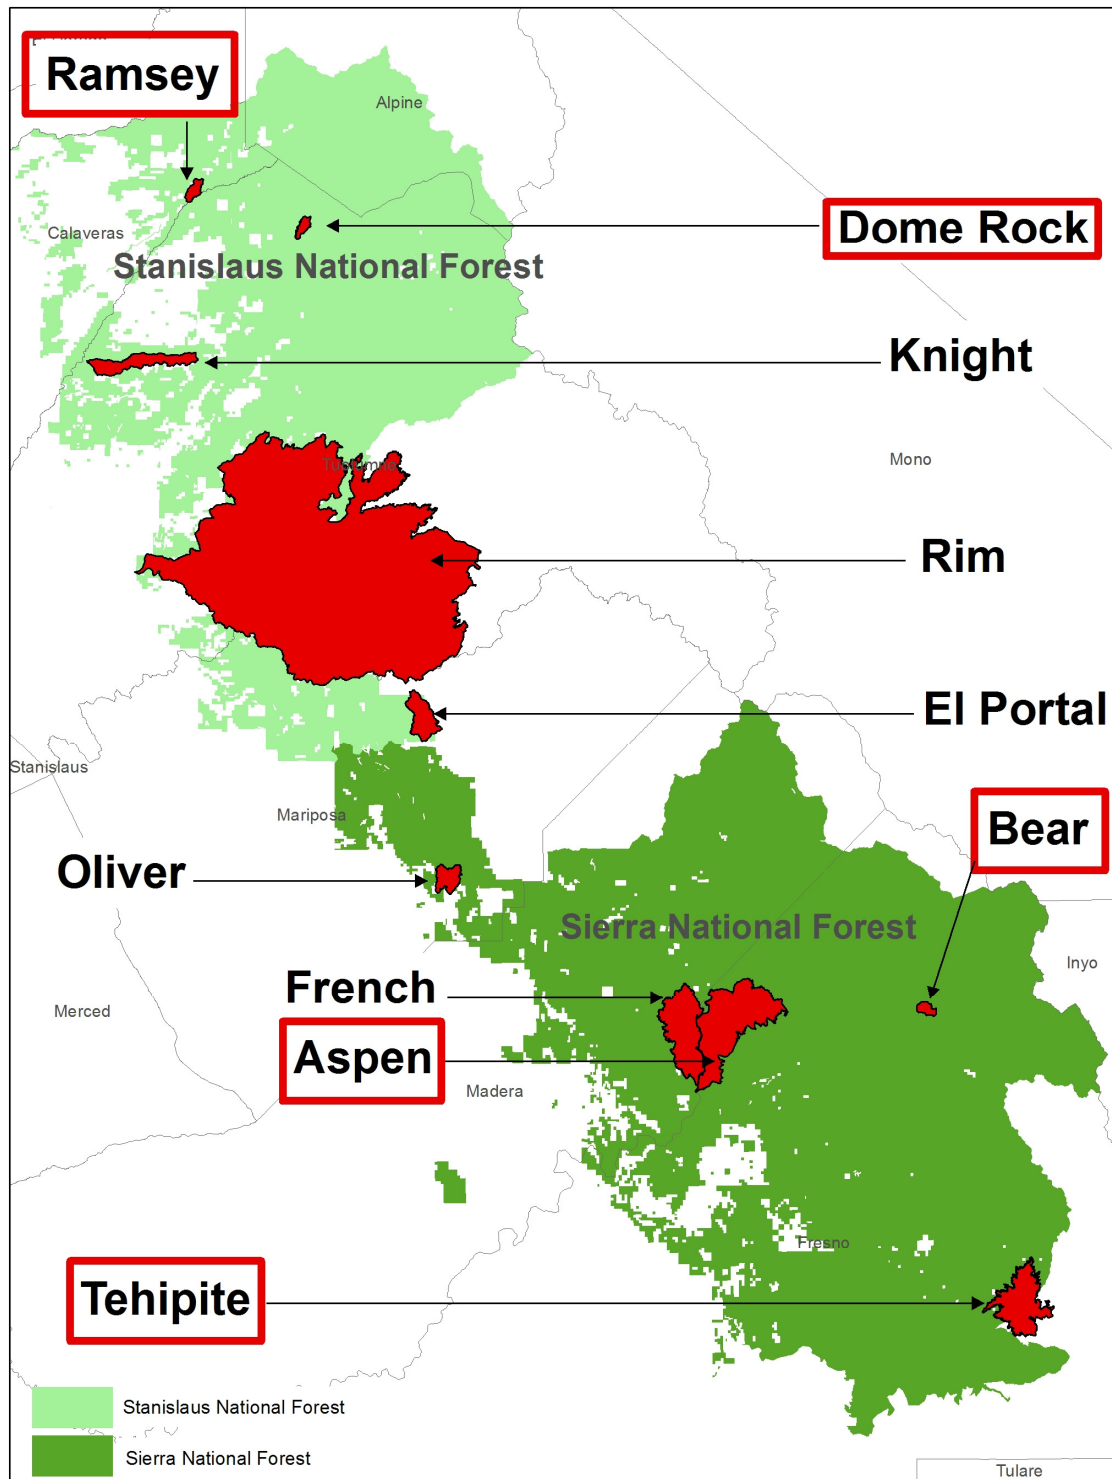 Ramsey
Alpine
Calaveras
Dome Rock
Stanislaus National Forest
Knight
Tuolumne
Mono
Rim
El Portal
Stanislaus
Mariposa
Bear
Oliver
Sierra National Forest
Inyo
French
Merced
Aspen
Madera
Fresno
Tehipite
Stanislaus National Forest
Sierra National Forest
Tulare